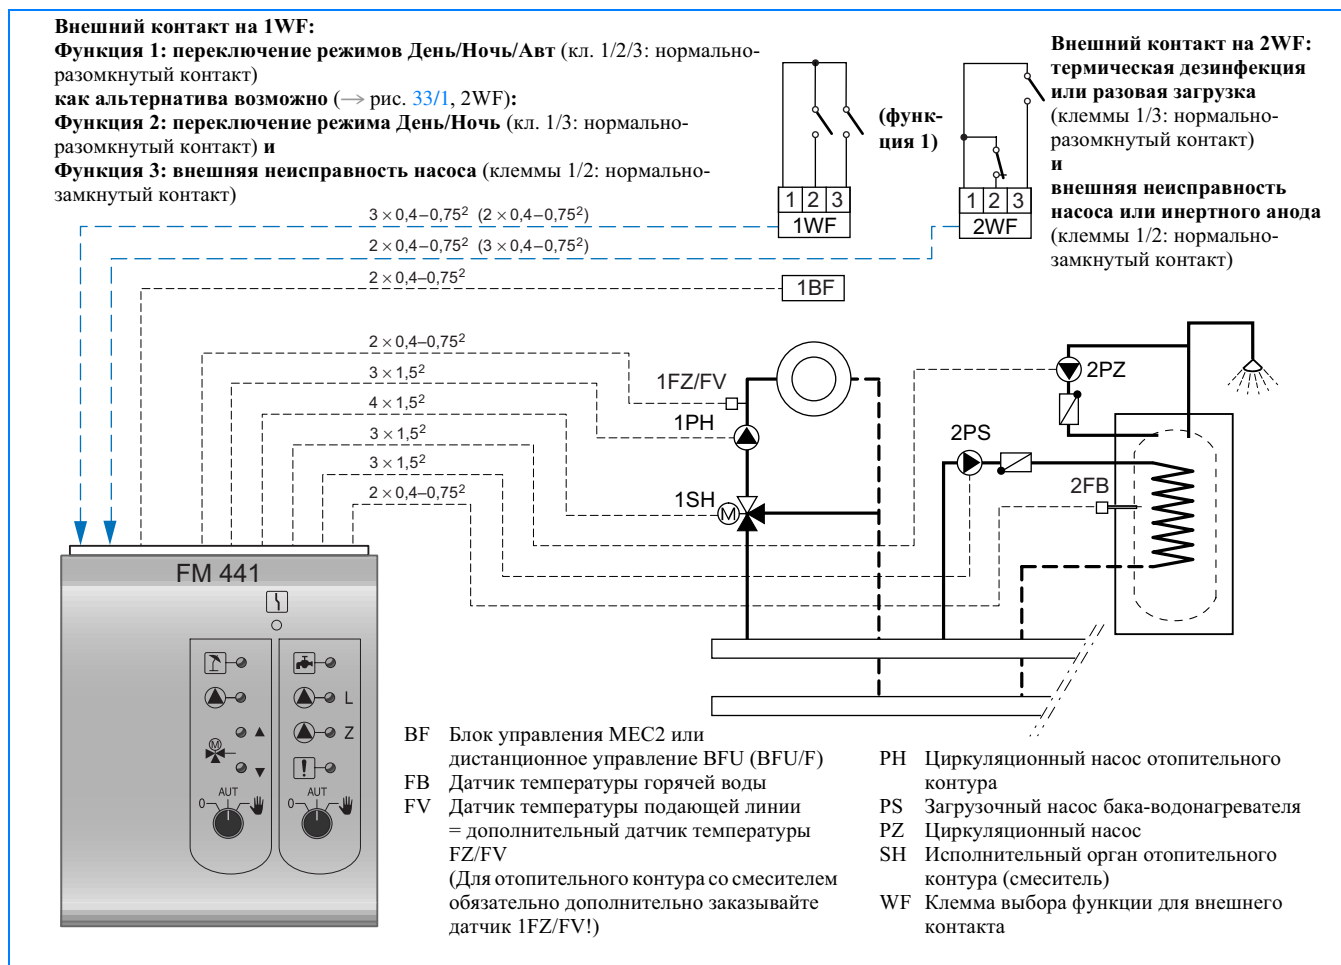 Внешний контакт на 1WF:
Функция 1: переключение режимов День/Ночь/Авт (кл. 1/2/3: нормально-
разомкнутый контакт)
как альтернатива возможно (→ рис. 33/1, 2WF):
Функция 2: переключение режима День/Ночь (кл. 1/3: нормально-
разомкнутый контакт) и
Функция 3: внешняя неисправность насоса (клеммы 1/2: нормально-
замкнутый контакт)
(функ-
ция 1)
1 2 3
1WF
1 2 3
2WF
Внешний контакт на 2WF:
термическая дезинфекция
или разовая загрузка
(клеммы 1/3: нормально-
разомкнутый контакт)
и
внешняя неисправность
насоса или инертного анода
(клеммы 1/2: нормально-
замкнутый контакт)
3 × 0,4–0,75² (2 × 0,4–0,75²)
2 × 0,4–0,75² (3 × 0,4–0,75²)
2 × 0,4–0,75²
1BF
2 × 0,4–0,75²
3 × 1,5²
4 × 1,5²
3 × 1,5²
3 × 1,5²
2 × 0,4–0,75²
1FZ/FV
1PH
1SH
M
2PZ
2PS
2FB
FM 441
L
Z
M
!
0 AUT
0 AUT
BF Блок управления MEC2 или
дистанционное управление BFU (BFU/F)
FB Датчик температуры горячей воды
FV Датчик температуры подающей линии
= дополнительный датчик температуры
FZ/FV
(Для отопительного контура со смесителем
обязательно дополнительно заказывайте
датчик 1FZ/FV!)
PH Циркуляционный насос отопительного
контура
PS Загрузочный насос бака-водонагревателя
PZ Циркуляционный насос
SH Исполнительный орган отопительного
контура (смеситель)
WF Клемма выбора функции для внешнего
контакта